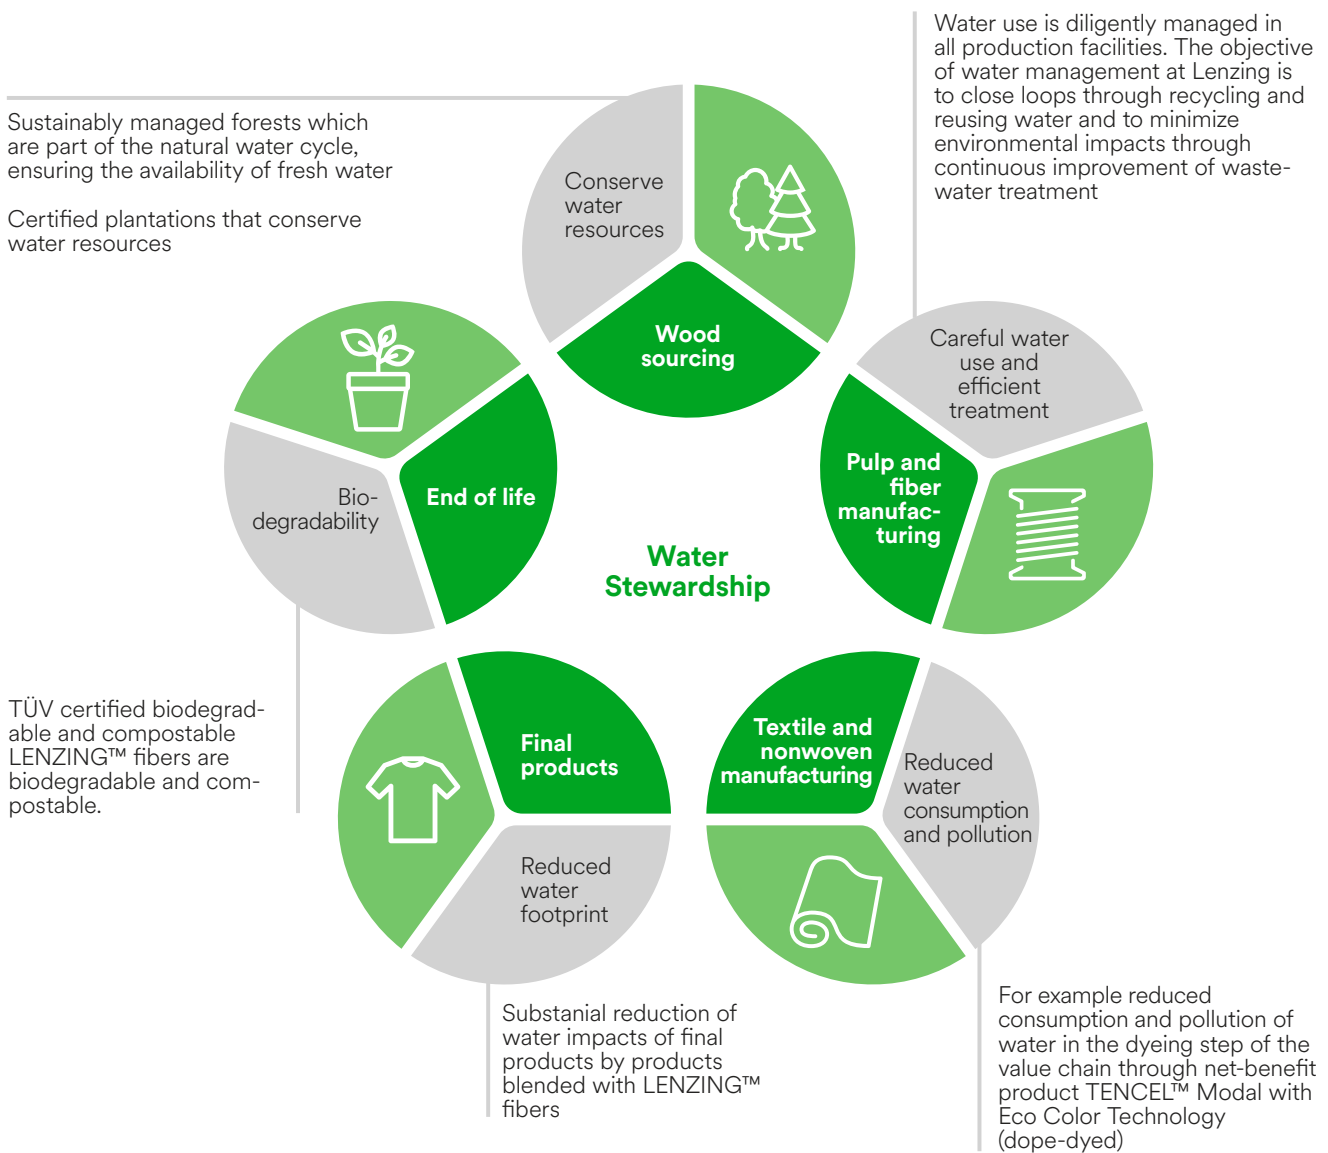 Water use is diligently managed in
all production facilities. The objective
of water management at Lenzing is
to close loops through recycling and
reusing water and to minimize
environmental impacts through
continuous improvement of waste-
water treatment
Sustainably managed forests which
are part of the natural water cycle,
ensuring the availability of fresh water
Certified plantations that conserve
water resources
Conserve
water
resources
Wood
sourcing
Careful water
use and
efficient
treatment
Pulp and
fiber
manufac-
turing
Bio-
degradability
End of life
Water
Stewardship
TÜV certified biodegrad-
able and compostable
LENZING™ fibers are
biodegradable and com-
postable.
Final
products
Reduced
water
footprint
Textile and
nonwoven
manufacturing
Reduced
water
consumption
and pollution
Substanial reduction of
water impacts of final
products by products
blended with LENZING™
fibers
For example reduced
consumption and pollution of
water in the dyeing step of the
value chain through net-benefit
product TENCEL™ Modal with
Eco Color Technology
(dope-dyed)